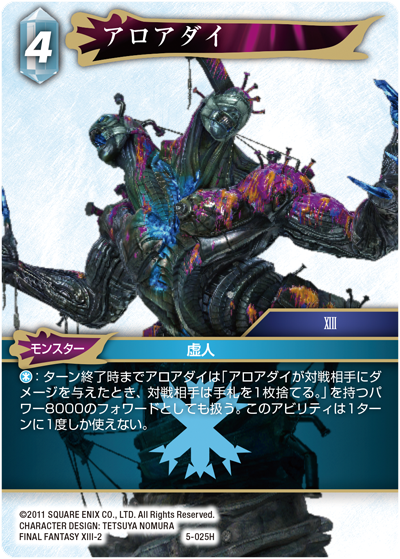 4
アロアダイ
XIII
モンスター
虚人
氷：ターン終了時までアロアダイは「アロアダイが対戦相手にダ
メージを与えたとき、対戦相手は手札を1枚捨てる。」を持つパ
ワー8000のフォワードとしても扱う。このアビリティは1ター
ンに1度しか使えない。
©2011 SQUARE ENIX CO., LTD. All Rights Reserved.
CHARACTER DESIGN: TETSUYA NOMURA
FINAL FANTASY XIII-2
5-025H